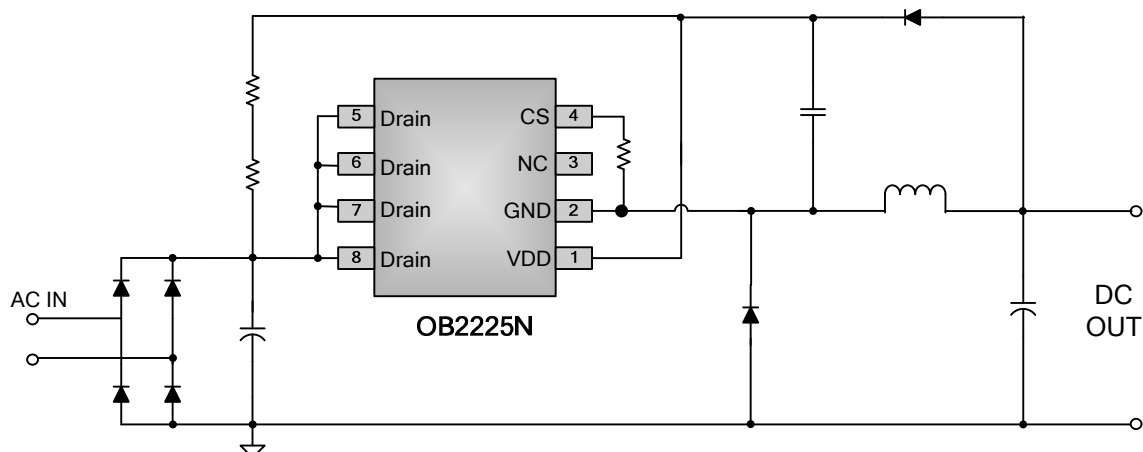 5 Drain CS 4
6 Drain NC 3
7 Drain GND 2
8 Drain VDD 1
AC IN
OB2225N
DC
OUT